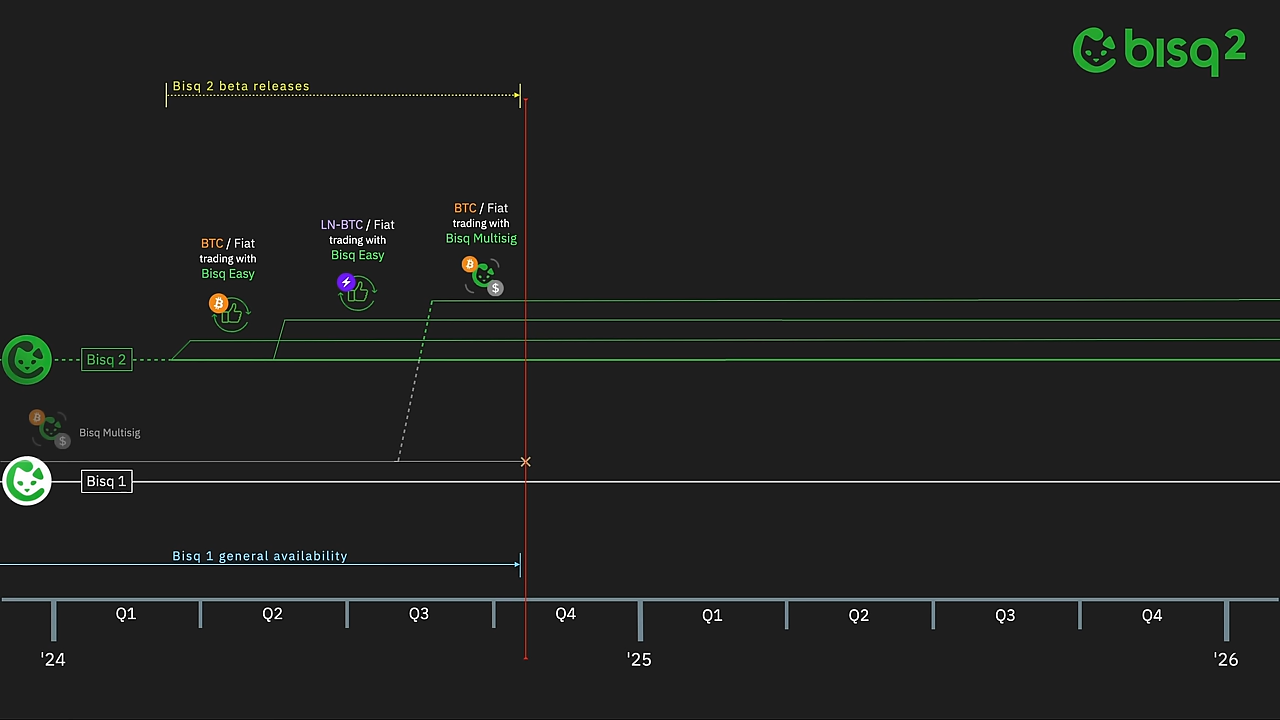 bisq 2
Bisq 2 beta releases
BTC / Fiat
trading with
Bisq Multisig
LN-BTC / Fiat
trading with
Bisq Easy
BTC / Fiat
trading with
Bisq Easy
Bisq 2
Bisq Multisig
Bisq 1
Bisq 1 general availability
Q1 Q2 Q3 Q4 Q1 Q2 Q3 Q4
'24 '25 '26